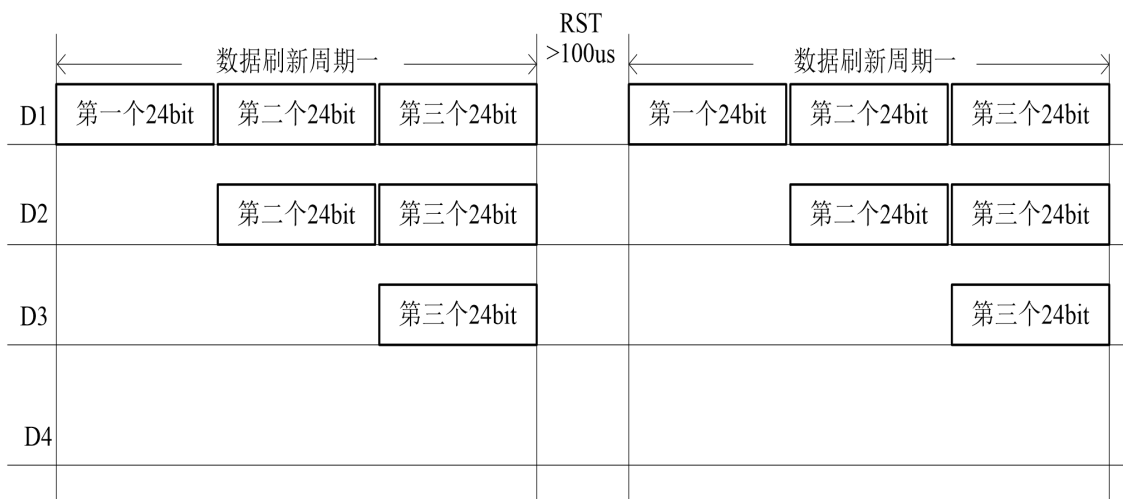 RST
>100us
数据刷新周期一
数据刷新周期一
D1 第一个24bit 第二个24bit 第三个24bit 第一个24bit 第二个24bit 第三个24bit
D2 第二个24bit 第三个24bit 第二个24bit 第三个24bit
D3 第三个24bit 第三个24bit
D4